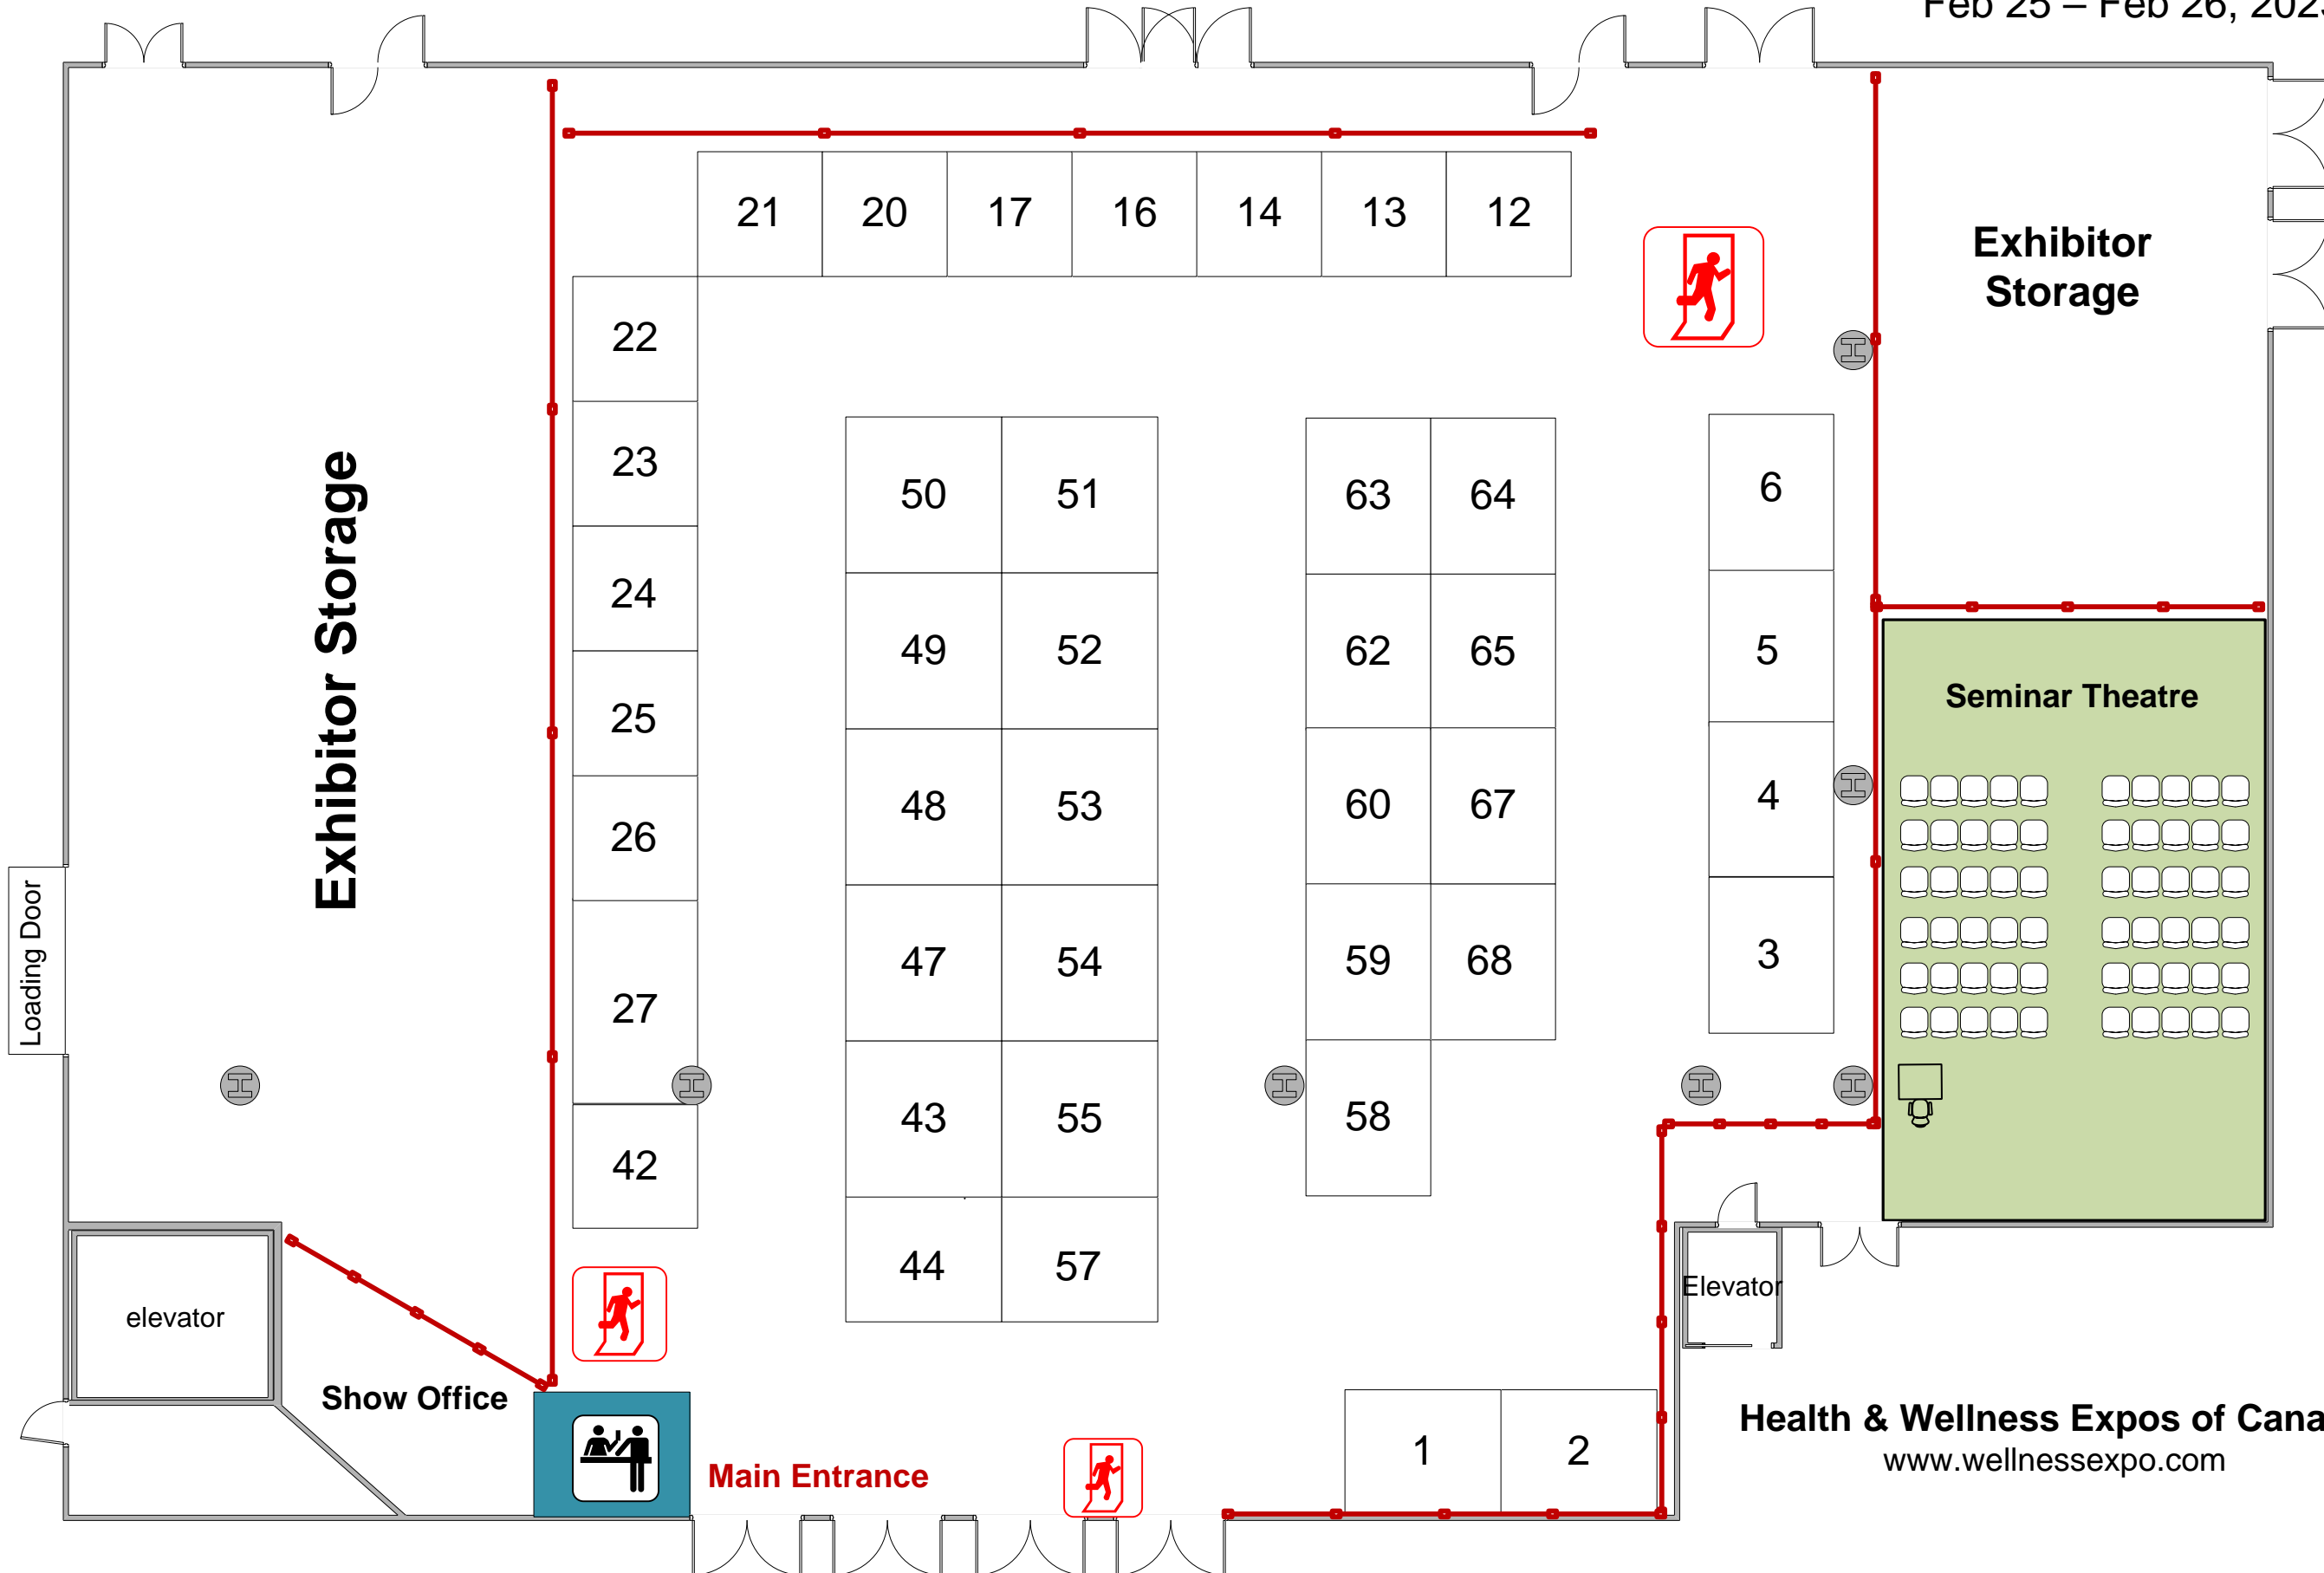 Feb 25 – Feb 26, 2023
21 20 17 16 14 13 12
Exhibitor
Storage
22
23
24
25
26
27
42
Exhibitor Storage
50 51
49 52
48 53
47 54
43 55
44 57
63 64
62 65
60 67
59 68
58
6
5
4
3
Seminar Theatre
Loading Door
elevator
Show Office
Main Entrance
1 2
Elevator
Health & Wellness Expos of Cana
www.wellnessexpo.com